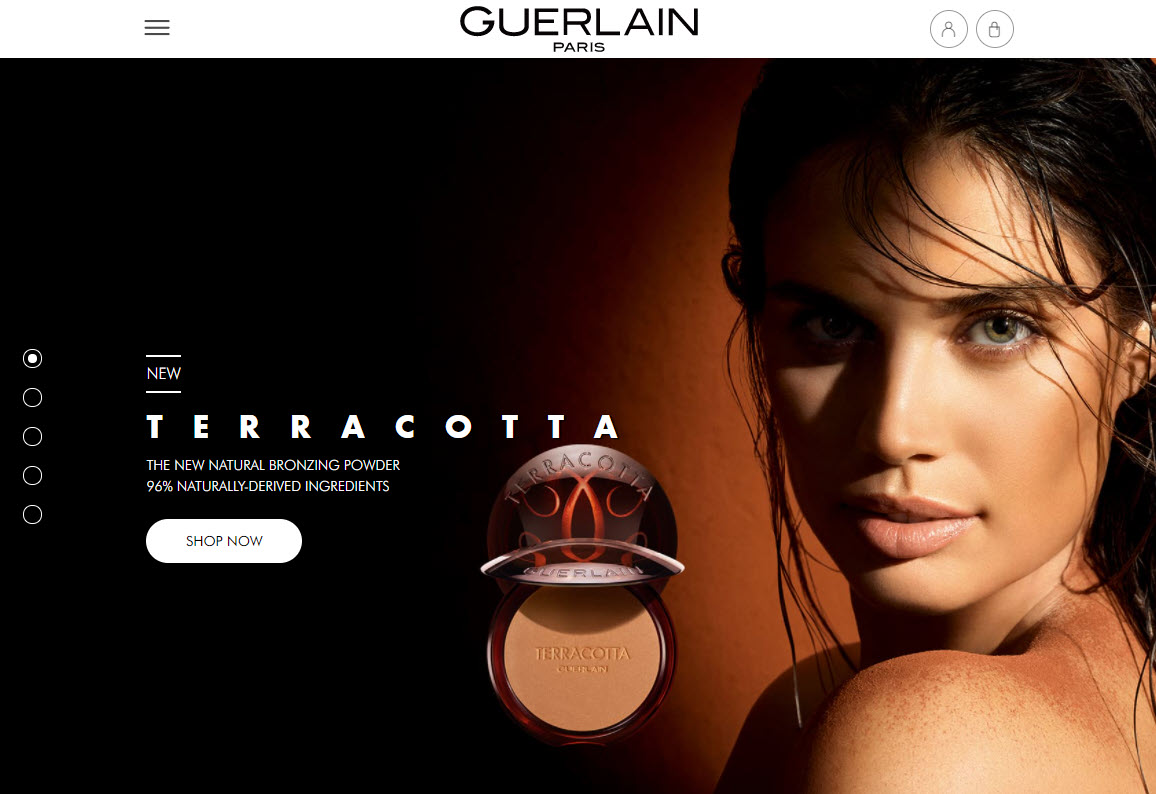 GUERLAIN
PARIS
NEW
TERRACOTTA
THE NEW NATURAL BRONZING POWDER
96% NATURALLY-DERIVED INGREDIENTS
SHOP NOW
TERRACOTTA
GUERLAIN
TERRACOTTA
GUERLAIN